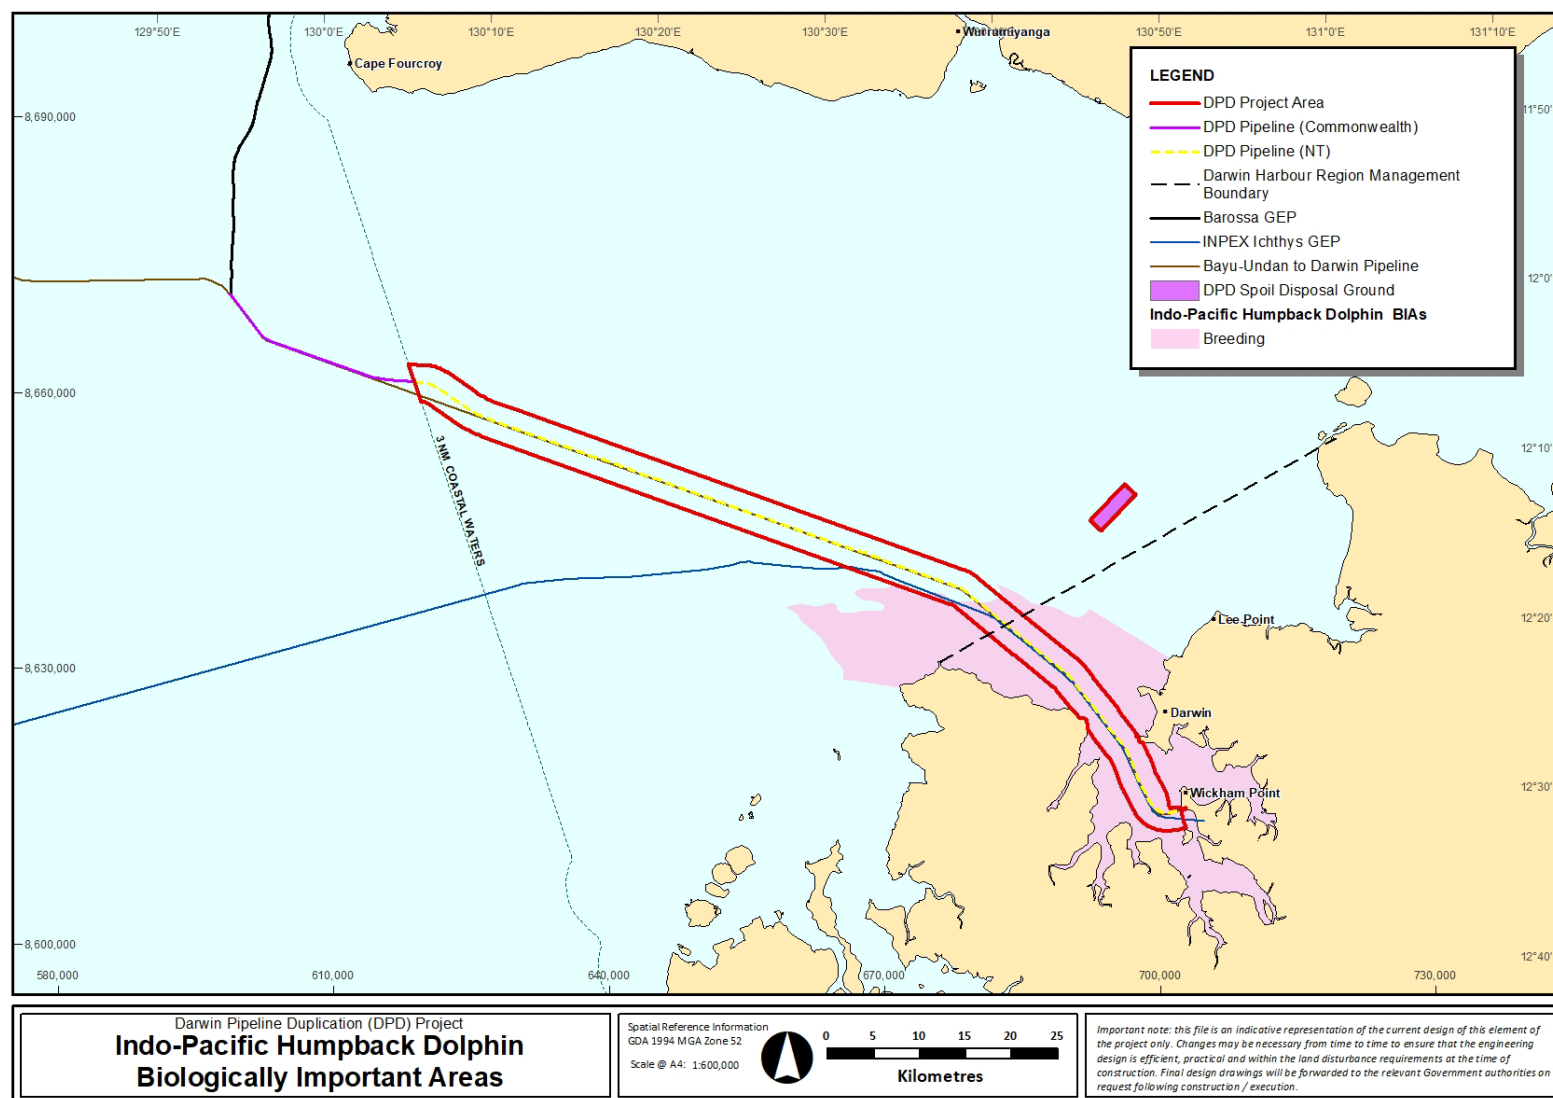 129°50'E
130°0'E
130°10'E
130°20'E
130°30'E
130°50'E
131°0'E
131°10'E
Wurrumiyanga
Cape Fourcroy
LEGEND
DPD Project Area
DPD Pipeline (Commonwealth)
DPD Pipeline (NT)
Darwin Harbour Region Management
Boundary
Barossa GEP
INPEX Ichthys GEP
Bayu-Undan to Darwin Pipeline
DPD Spoil Disposal Ground
Indo-Pacific Humpback Dolphin BIAs
Breeding
8,690,000
11°50'
12°0'
8,660,000
12°10'
3 NM COASTAL WATERS
Lee Point
12°20'
8,630,000
Darwin
Wickham Point
12°30'
8,600,000
12°40'
580,000
610,000
640,000
670,000
700,000
730,000
Darwin Pipeline Duplication (DPD) Project
Indo-Pacific Humpback Dolphin
Biologically Important Areas
Spatial Reference Information
GDA 1994 MGA Zone 52
Scale @ A4: 1:600,000
0 5 10 15 20 25
Kilometres
Important note: this file is an indicative representation of the current design of this element of
the project only. Changes may be necessary from time to time to ensure that the engineering
design is efficient, practical and within the land disturbance requirements at the time of
construction. Final design drawings will be forwarded to the relevant Government authorities on
request following construction / execution.